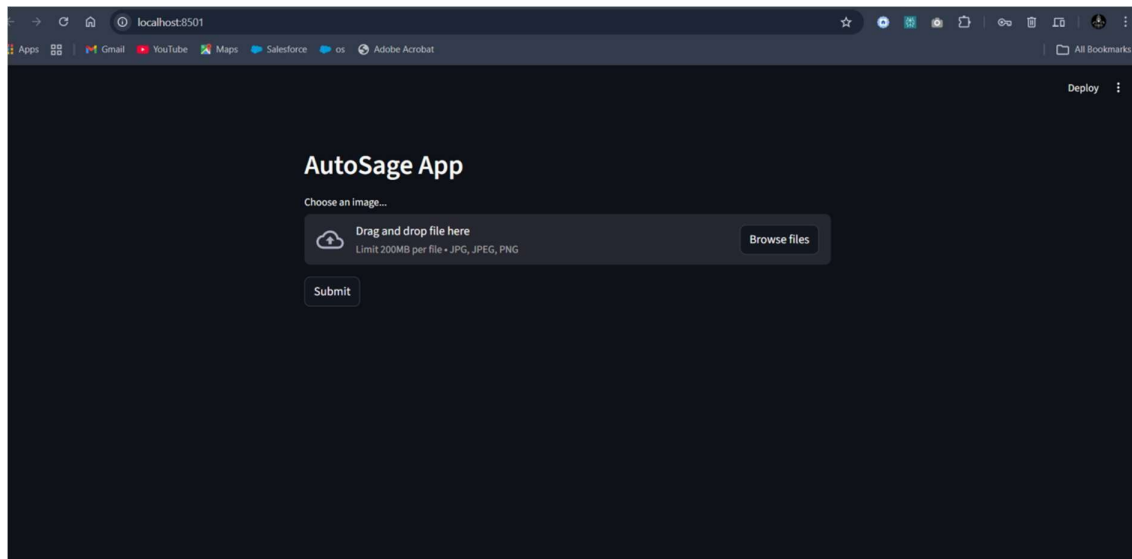 localhost:8501
Apps Gmail YouTube Maps Salesforce os Adobe Acrobat All Bookmarks
Deploy
AutoSage App
Choose an image...
Drag and drop file here
Limit 200MB per file • JPG, JPEG, PNG
Browse files
Submit